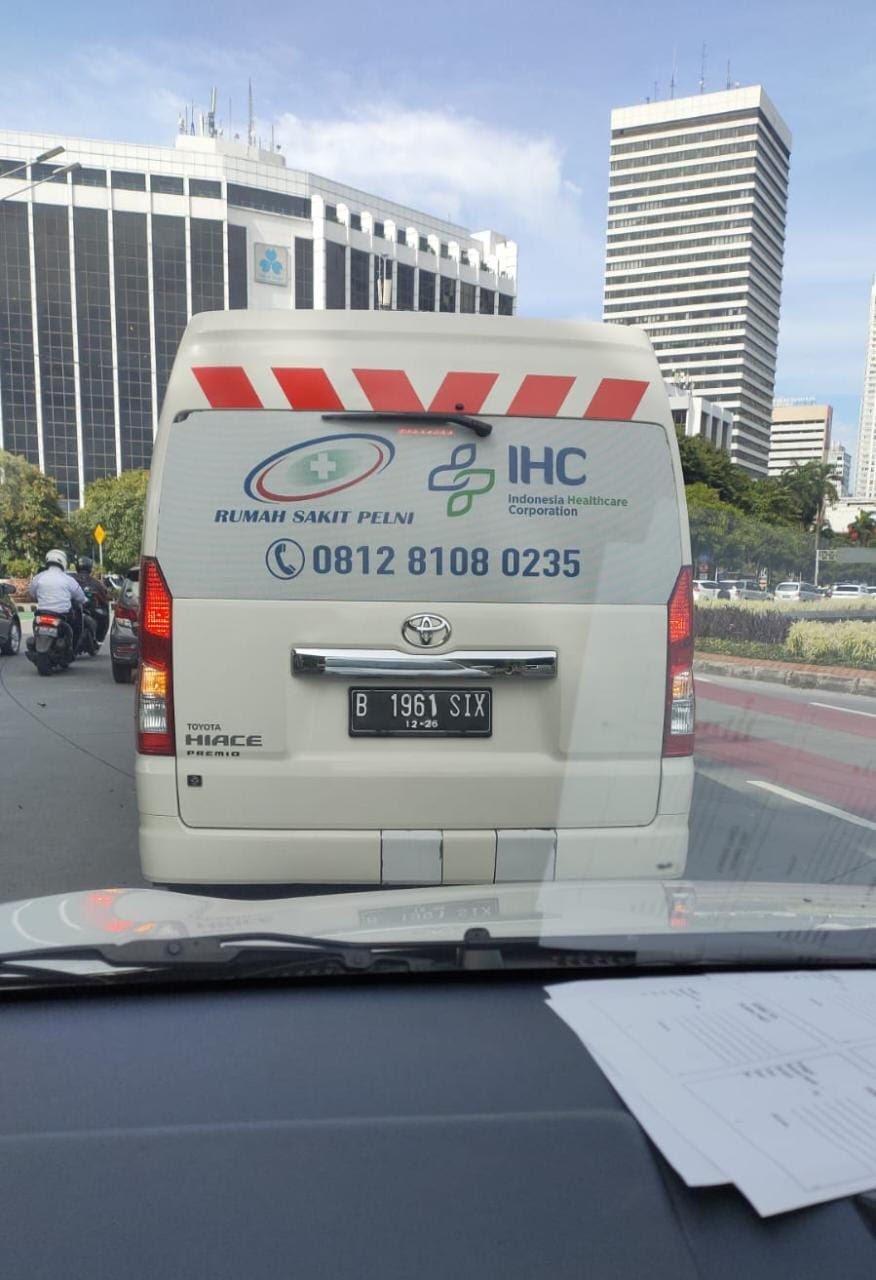 RUMAH SAKIT PELNI
IHC
Indonesia Healthcare
Corporation
0812 8108 0235
B 1961 SIX
12-26
TOYOTA
HIACE
PREMIO